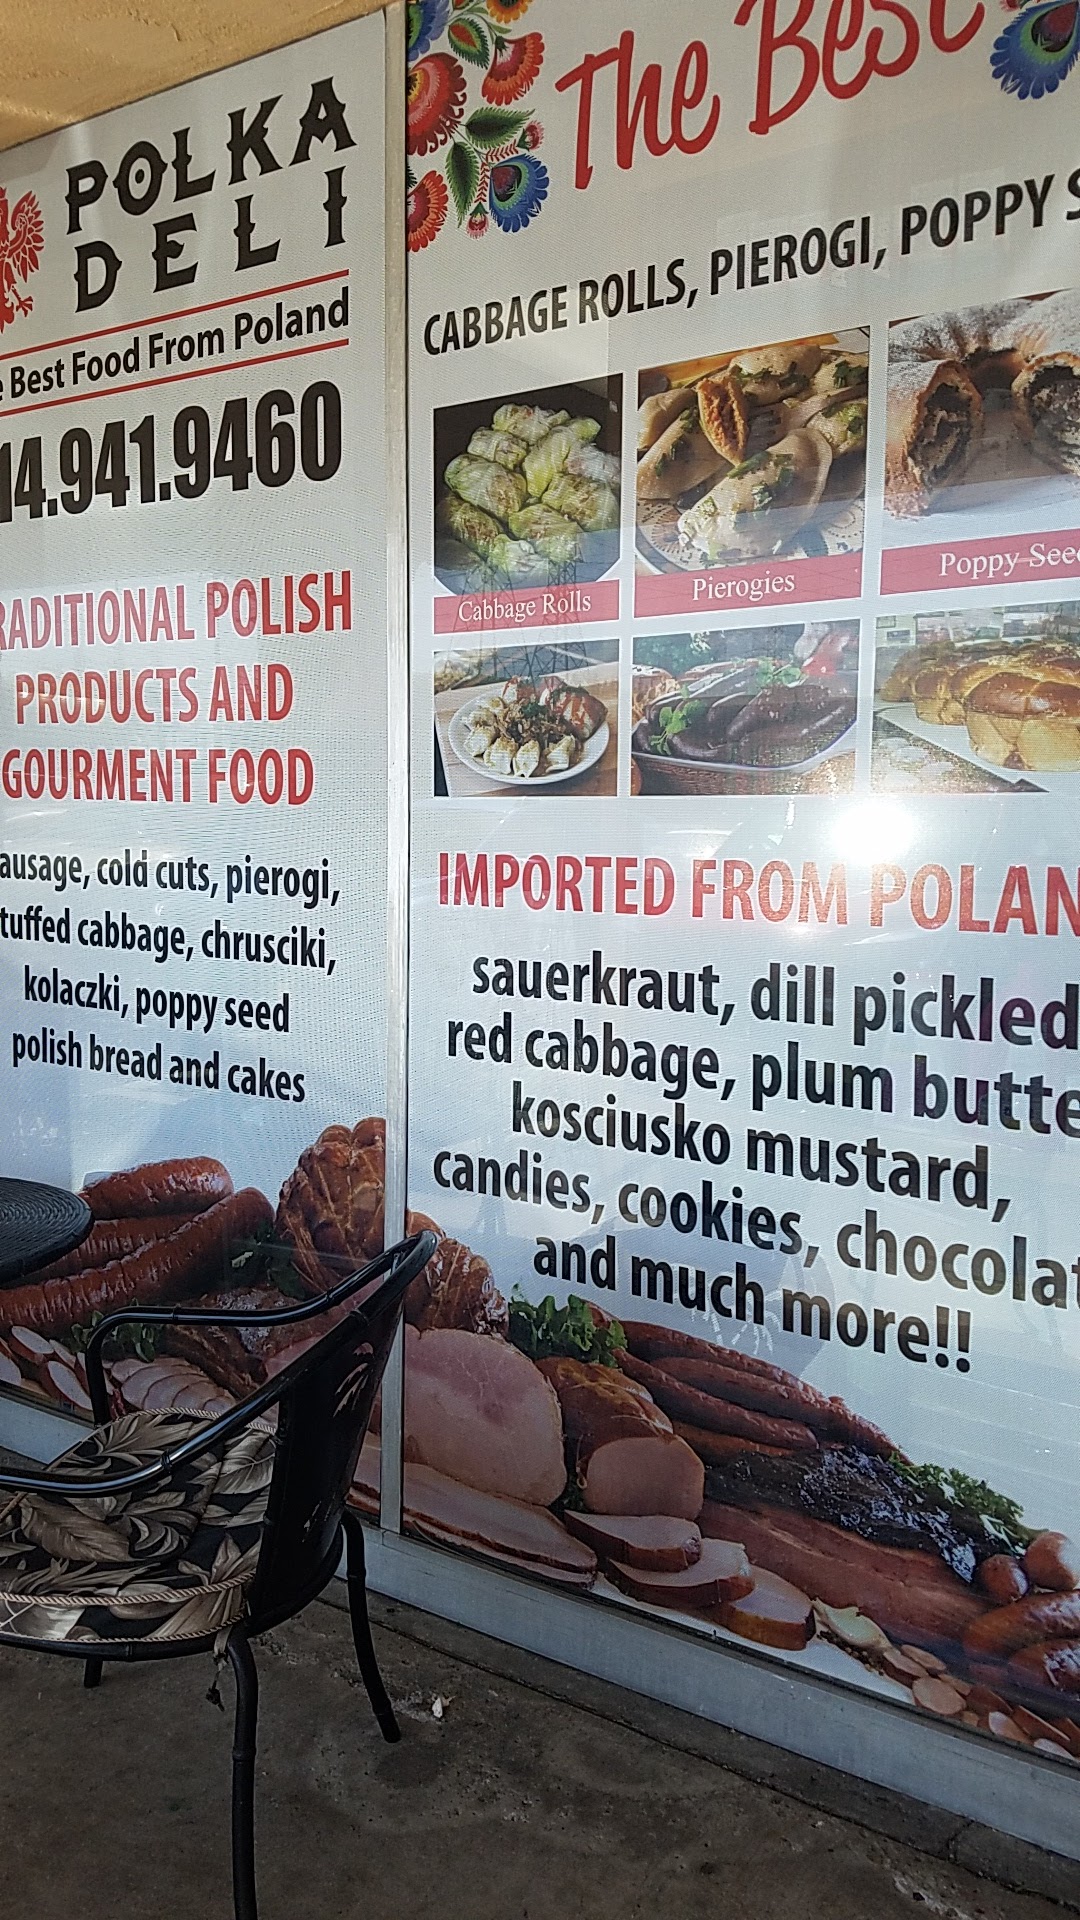 POLKA
DELI
Best Food From Poland
14.941.9460
RADITIONAL POLISH
PRODUCTS AND
GOURMENT FOOD
ausage, cold cuts, pierogi,
tuffed cabbage, chrusciki,
kolaczki, poppy seed
polish bread and cakes
The Best
CABBAGE ROLLS, PIEROGI, POPPY S
Cabbage Rolls
Pierogies
Poppy See
IMPORTED FROM POLAN
sauerkraut, dill pickled
red cabbage, plum butte
kosciusko mustard,
candies, cookies, chocolat
and much more!!